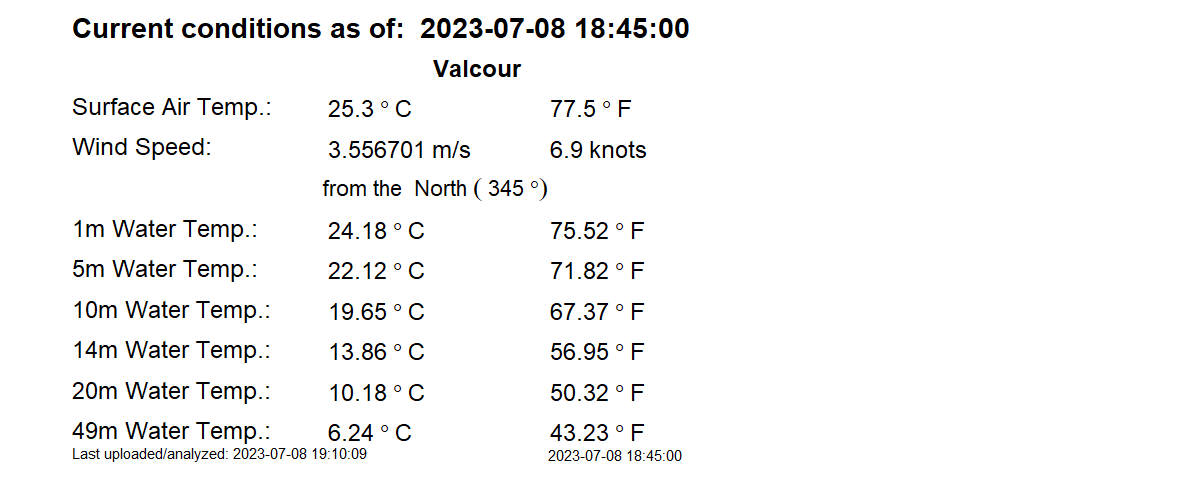 Current conditions as of:  2023-07-08 18:45:00
Valcour
Surface Air Temp.: 25.3 ° C 77.5 ° F
Wind Speed: 3.556701 m/s 6.9 knots
from the  North ( 345 °)
1m Water Temp.: 24.18 ° C 75.52 ° F
5m Water Temp.: 22.12 ° C 71.82 ° F
10m Water Temp.: 19.65 ° C 67.37 ° F
14m Water Temp.: 13.86 ° C 56.95 ° F
20m Water Temp.: 10.18 ° C 50.32 ° F
49m Water Temp.: 6.24 ° C 43.23 ° F
Last uploaded/analyzed: 2023-07-08 19:10:09 2023-07-08 18:45:00